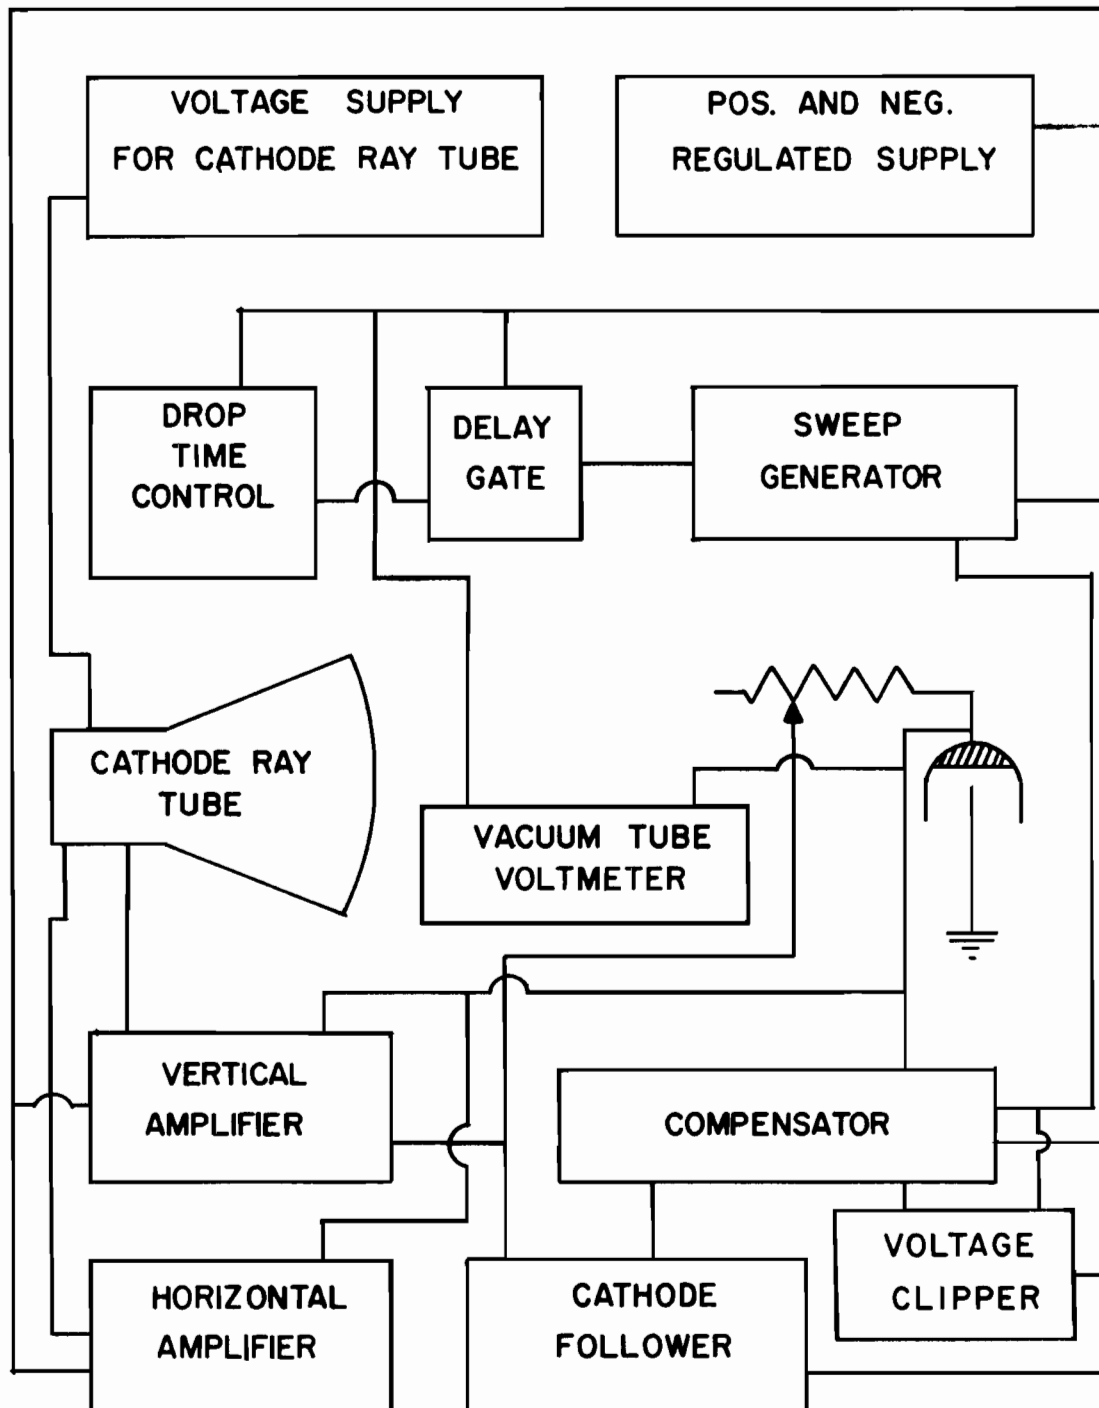 VOLTAGE SUPPLY
FOR CATHODE RAY TUBE
POS. AND NEG.
REGULATED SUPPLY
DROP
TIME
CONTROL
DELAY
GATE
SWEEP
GENERATOR
CATHODE RAY
TUBE
VACUUM TUBE
VOLTMETER
VERTICAL
AMPLIFIER
COMPENSATOR
HORIZONTAL
AMPLIFIER
CATHODE
FOLLOWER
VOLTAGE
CLIPPER